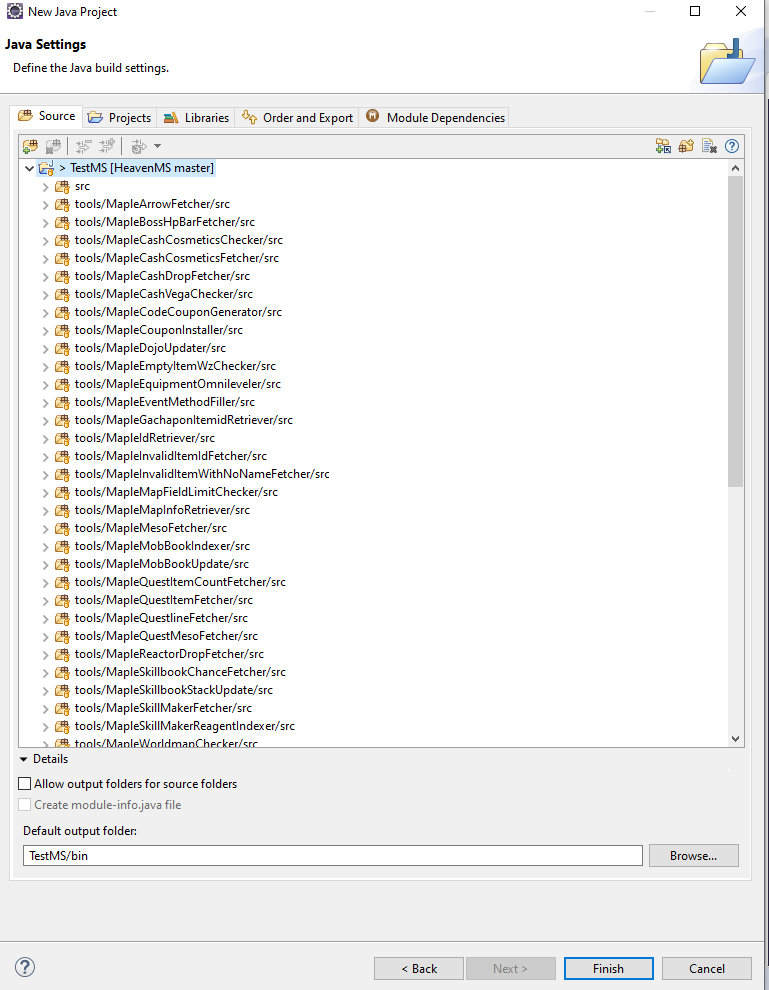 New Java Project
Java Settings
Define the Java build settings.
Source Projects Libraries Order and Export Module Dependencies
> TestMS [HeavenMS master]
src
tools/MapleArrowFetcher/src
tools/MapleBossHpBarFetcher/src
tools/MapleCashCosmeticsChecker/src
tools/MapleCashCosmeticsFetcher/src
tools/MapleCashDropFetcher/src
tools/MapleCashVegaChecker/src
tools/MapleCodeCouponGenerator/src
tools/MapleCouponInstaller/src
tools/MapleDojoUpdater/src
tools/MapleEmptyItemWzChecker/src
tools/MapleEquipmentOmnileveler/src
tools/MapleEventMethodFiller/src
tools/MapleGachaponItemidRetriever/src
tools/MapleIdRetriever/src
tools/MapleInvalidItemIdFetcher/src
tools/MapleInvalidItemWithNoNameFetcher/src
tools/MapleMapFieldLimitChecker/src
tools/MapleMapInfoRetriever/src
tools/MapleMesoFetcher/src
tools/MapleMobBookIndexer/src
tools/MapleMobBookUpdate/src
tools/MapleQuestItemCountFetcher/src
tools/MapleQuestItemFetcher/src
tools/MapleQuestlineFetcher/src
tools/MapleQuestMesoFetcher/src
tools/MapleReactorDropFetcher/src
tools/MapleSkillbookChanceFetcher/src
tools/MapleSkillbookStackUpdate/src
tools/MapleSkillMakerFetcher/src
tools/MapleSkillMakerReagentIndexer/src
tools/MapleWorldmapChecker/src
Details
Allow output folders for source folders
Create module-info.java file
Default output folder:
TestMS/bin Browse...
< Back Next > Finish Cancel